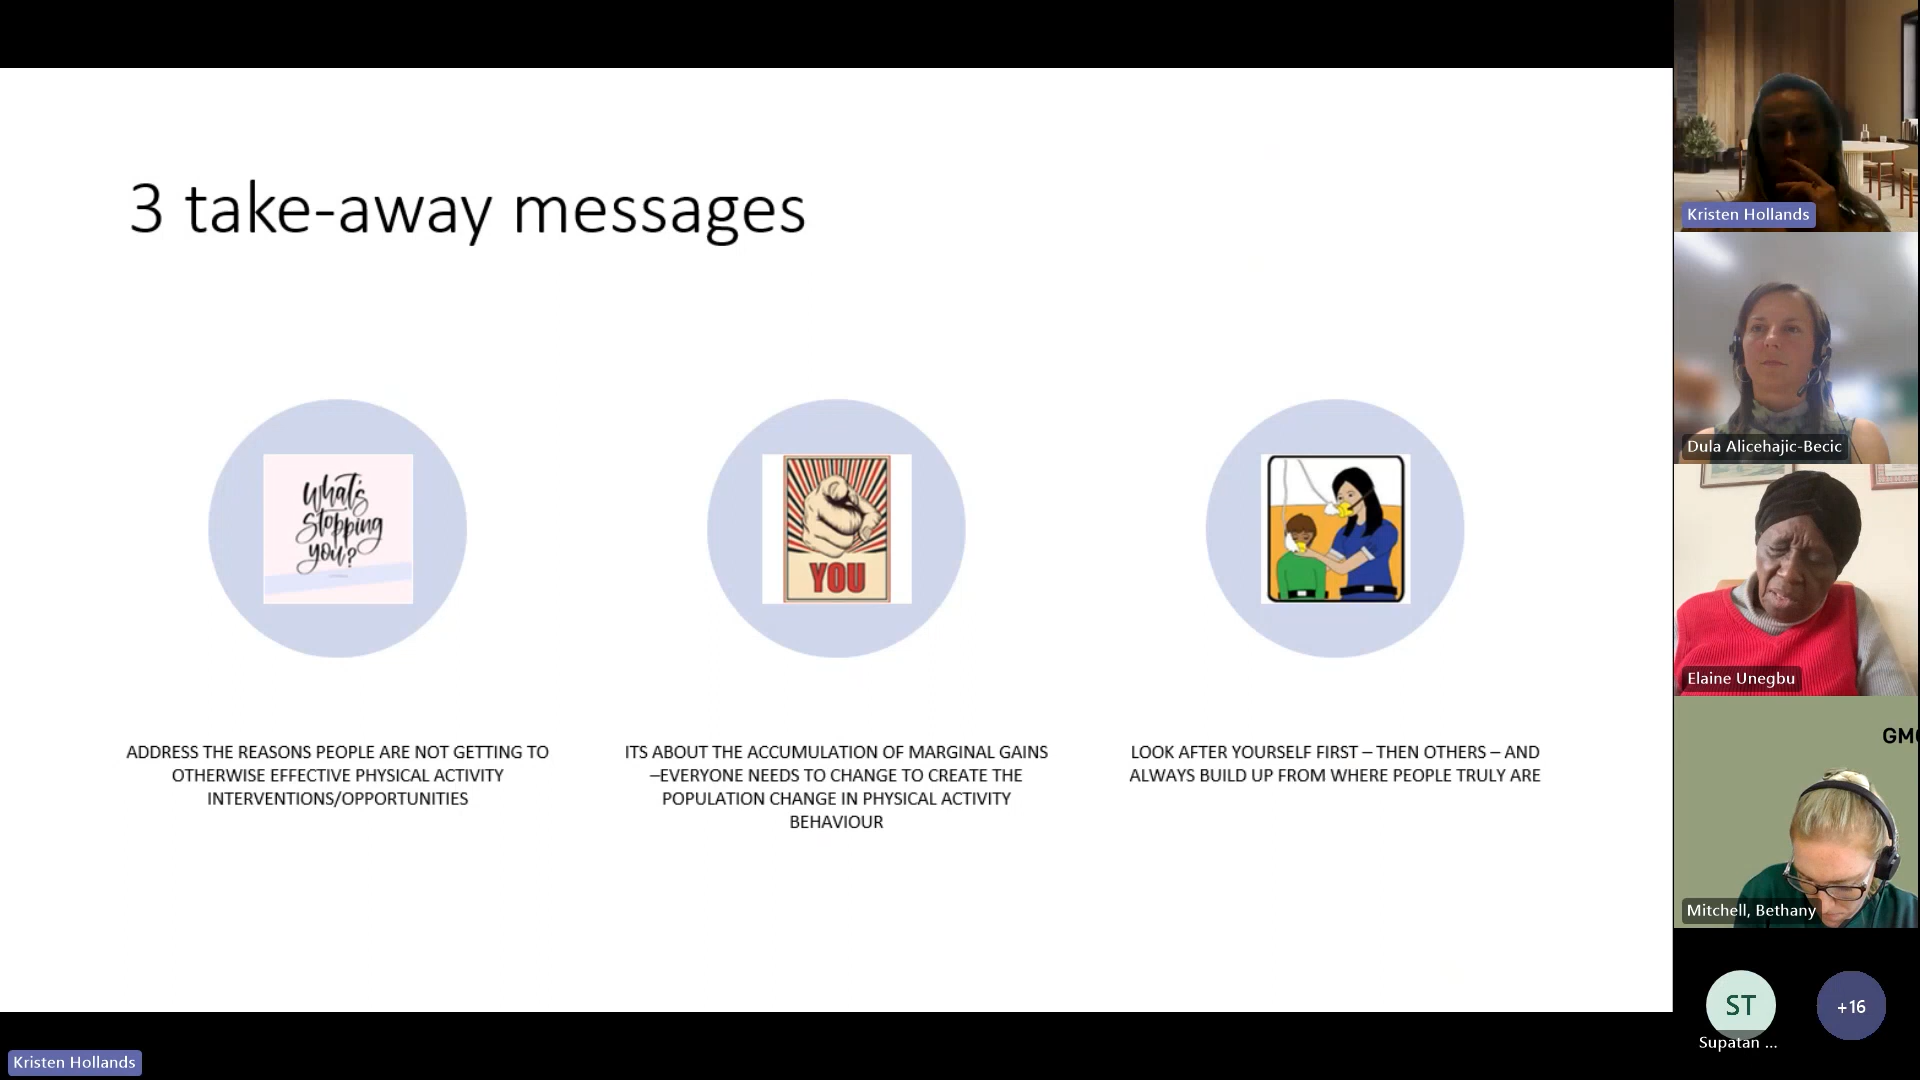 3 take-away messages
What's
Stopping
you?
YOU
ADDRESS THE REASONS PEOPLE ARE NOT GETTING TO
OTHERWISE EFFECTIVE PHYSICAL ACTIVITY
INTERVENTIONS/OPPORTUNITIES
ITS ABOUT THE ACCUMULATION OF MARGINAL GAINS
–EVERYONE NEEDS TO CHANGE TO CREATE THE
POPULATION CHANGE IN PHYSICAL ACTIVITY
BEHAVIOUR
LOOK AFTER YOURSELF FIRST – THEN OTHERS – AND
ALWAYS BUILD UP FROM WHERE PEOPLE TRULY ARE
Kristen Hollands
Dula Alicehajic-Becic
Elaine Unegbu
GM
Mitchell, Bethany
ST
+16
Supatan ...
Kristen Hollands